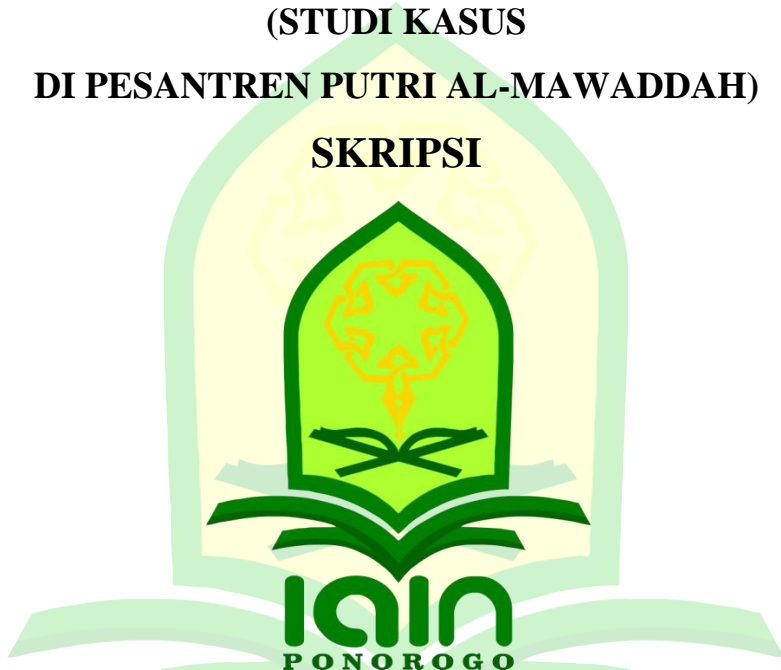 (STUDI KASUS
DI PESANTREN PUTRI AL-MAWADDAH)
SKRIPSI
IAIN
PONOROGO